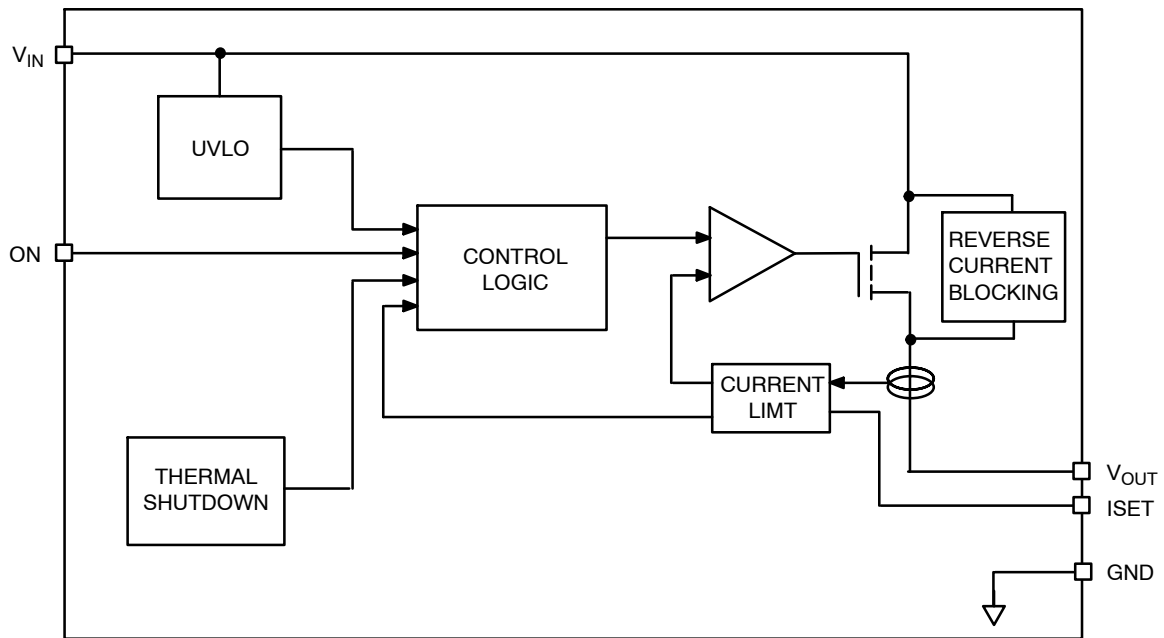 VIN
UVLO
ON
CONTROL
LOGIC
REVERSE
CURRENT
BLOCKING
CURRENT
LIMT
THERMAL
SHUTDOWN
VOUT
ISET
GND